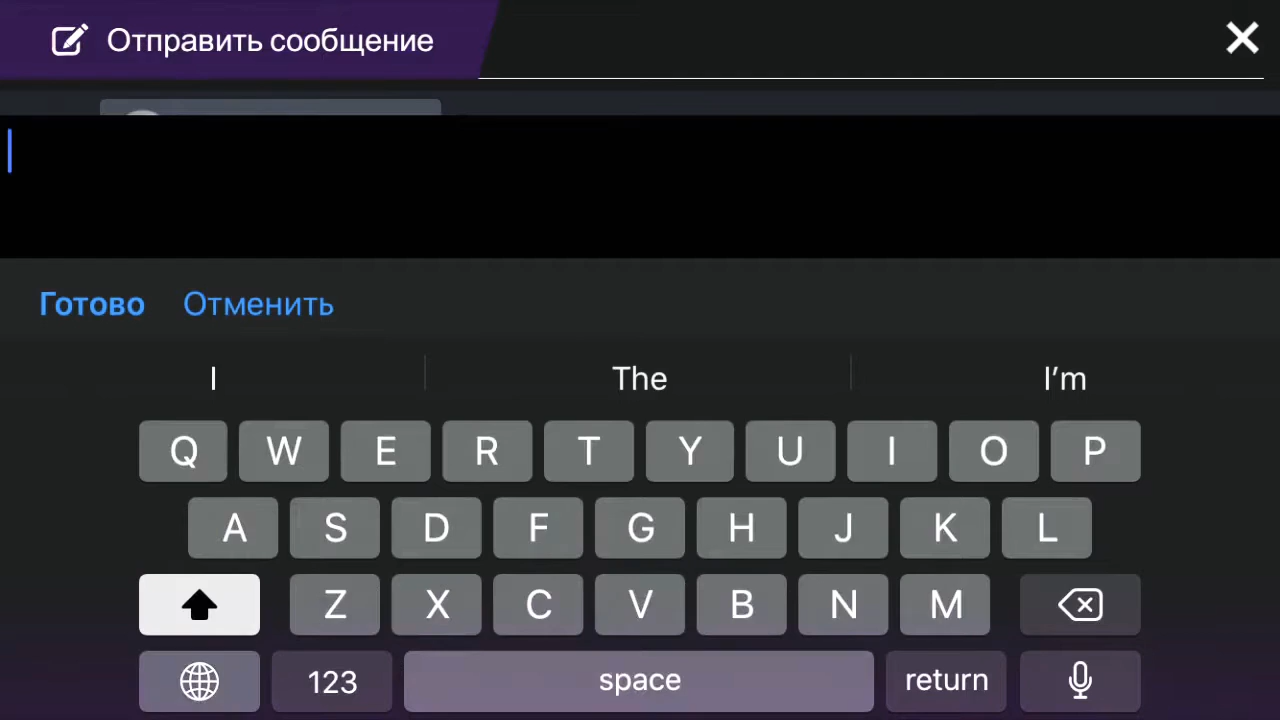 Отправить сообщение
Готово Отменить
I The I’m
Q W E R T Y U I O P
A S D F G H J K L
Z X C V B N M
123 space return